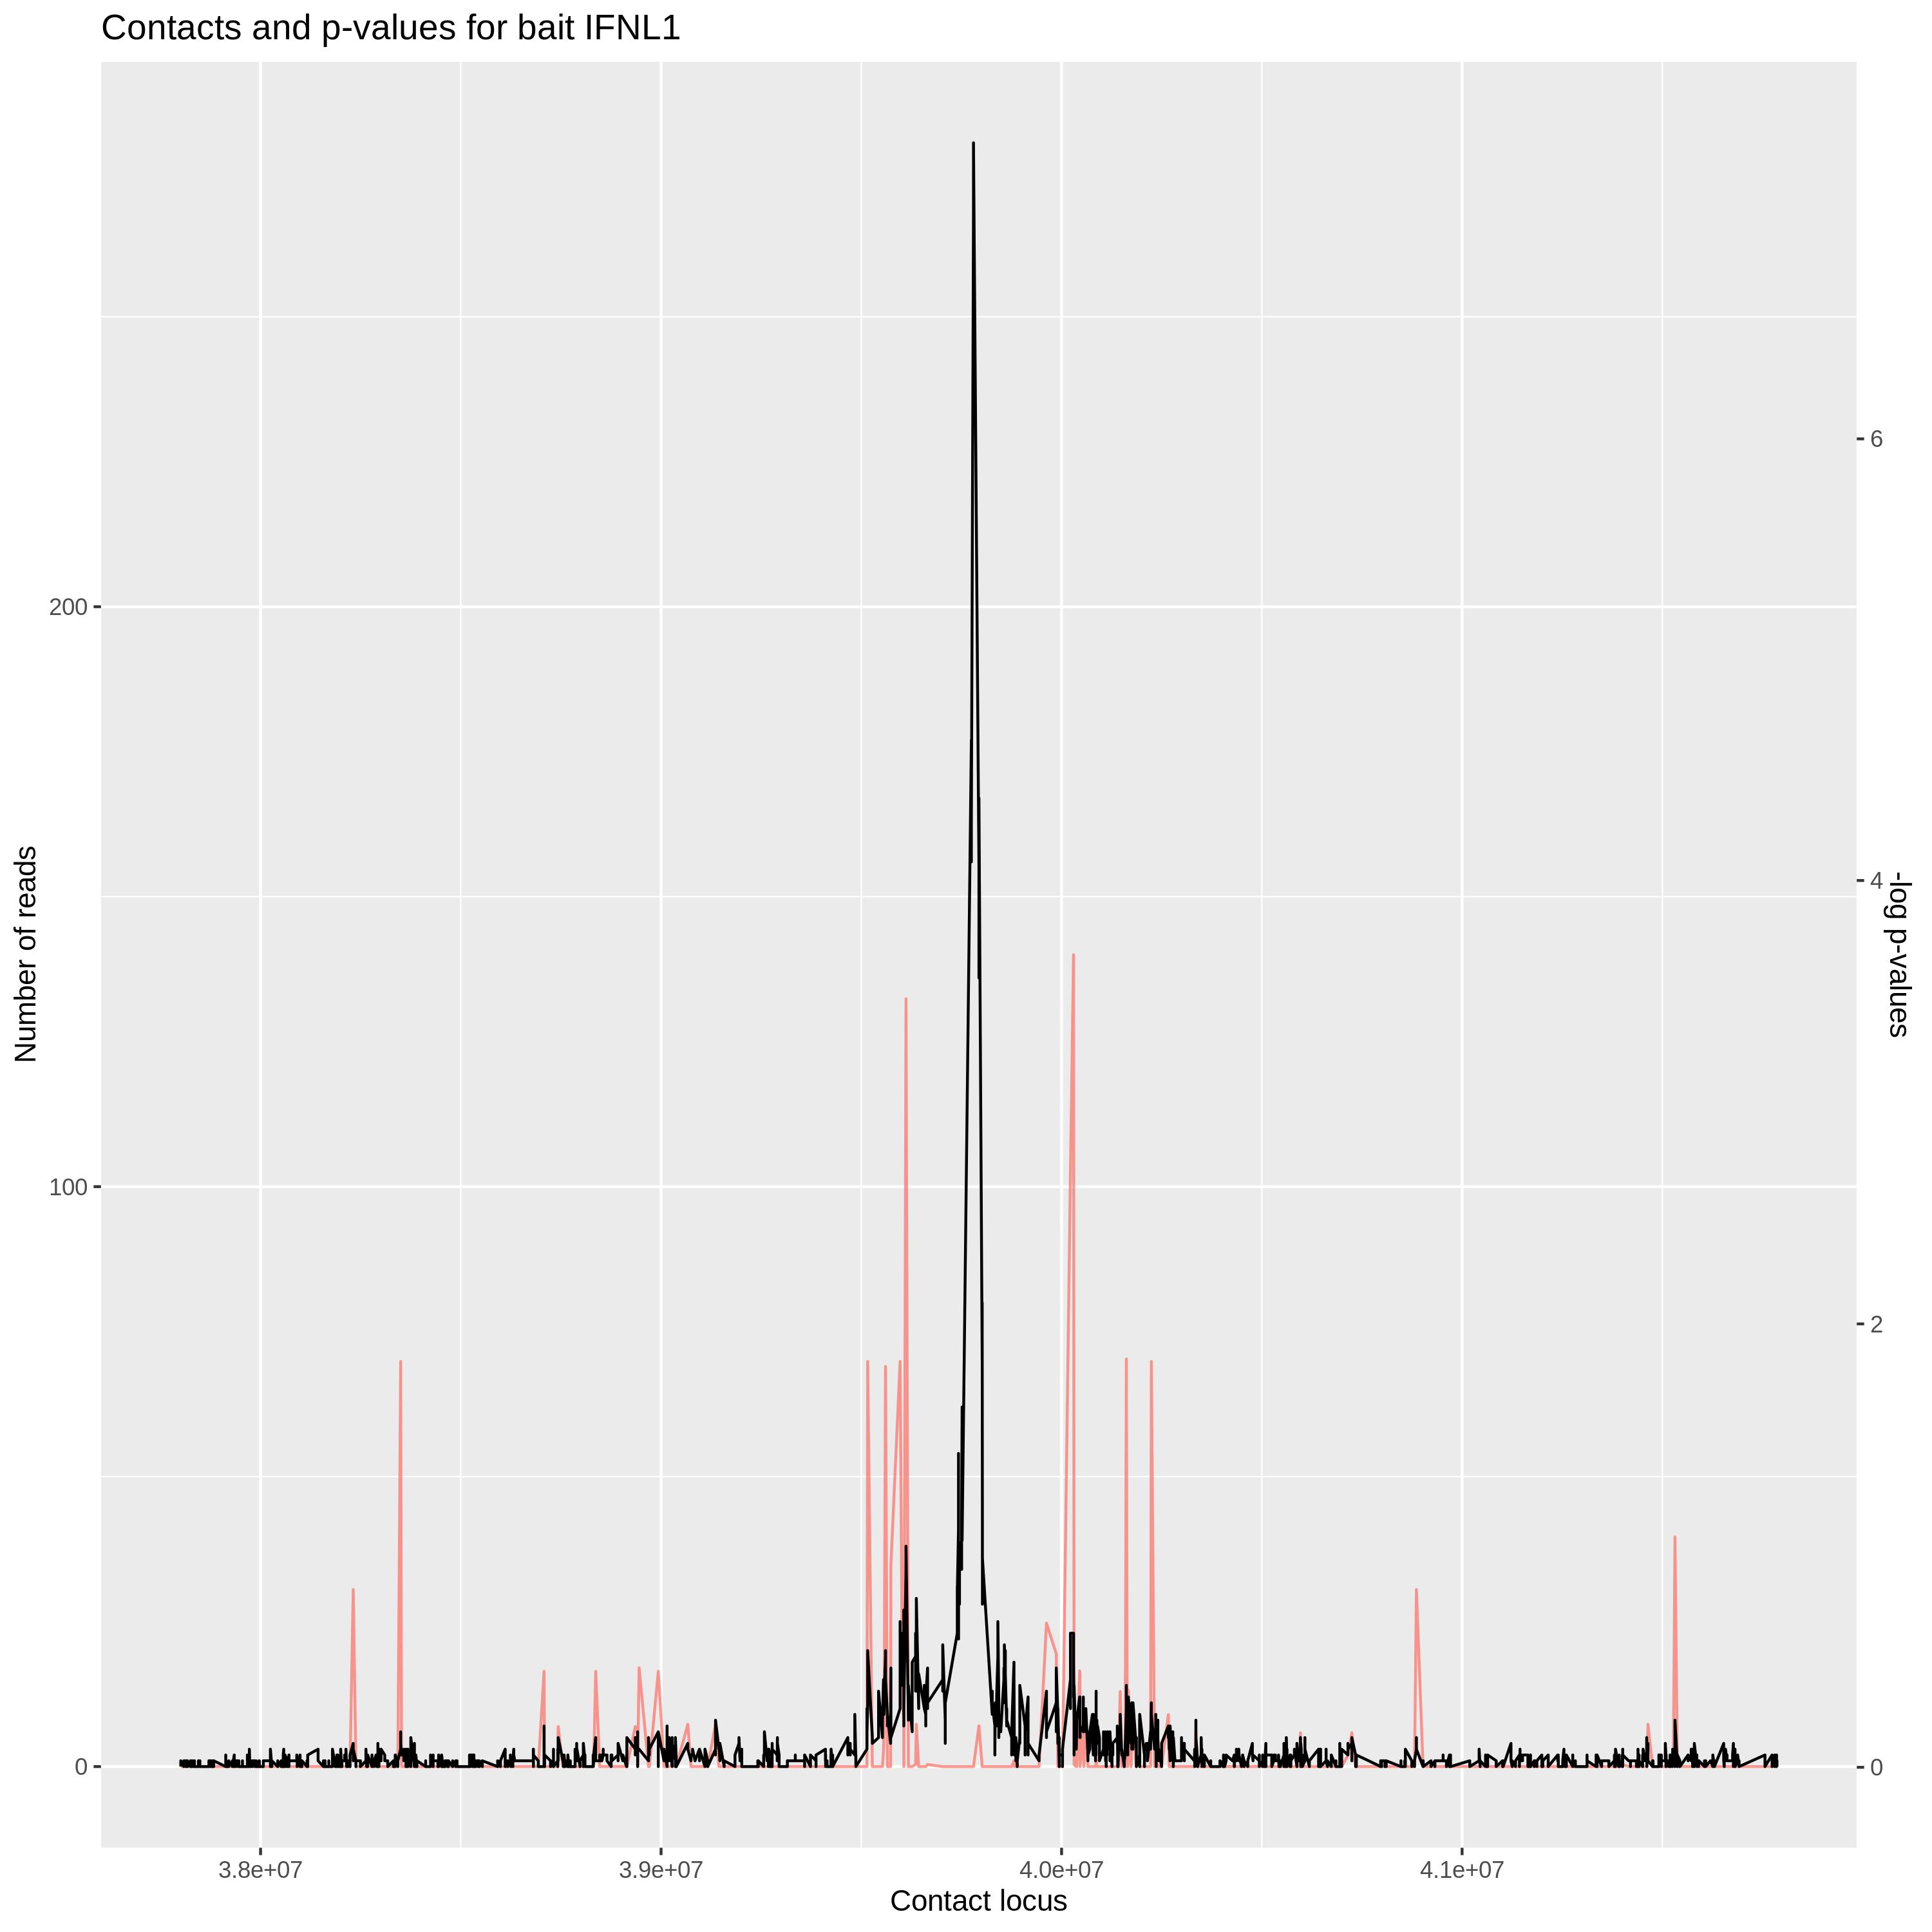 Contacts and p-values for bait IFNL1
Number of reads
200
100
0
6
4
2
0
-log p-values
3.8e+07
3.9e+07
4.0e+07
4.1e+07
Contact locus